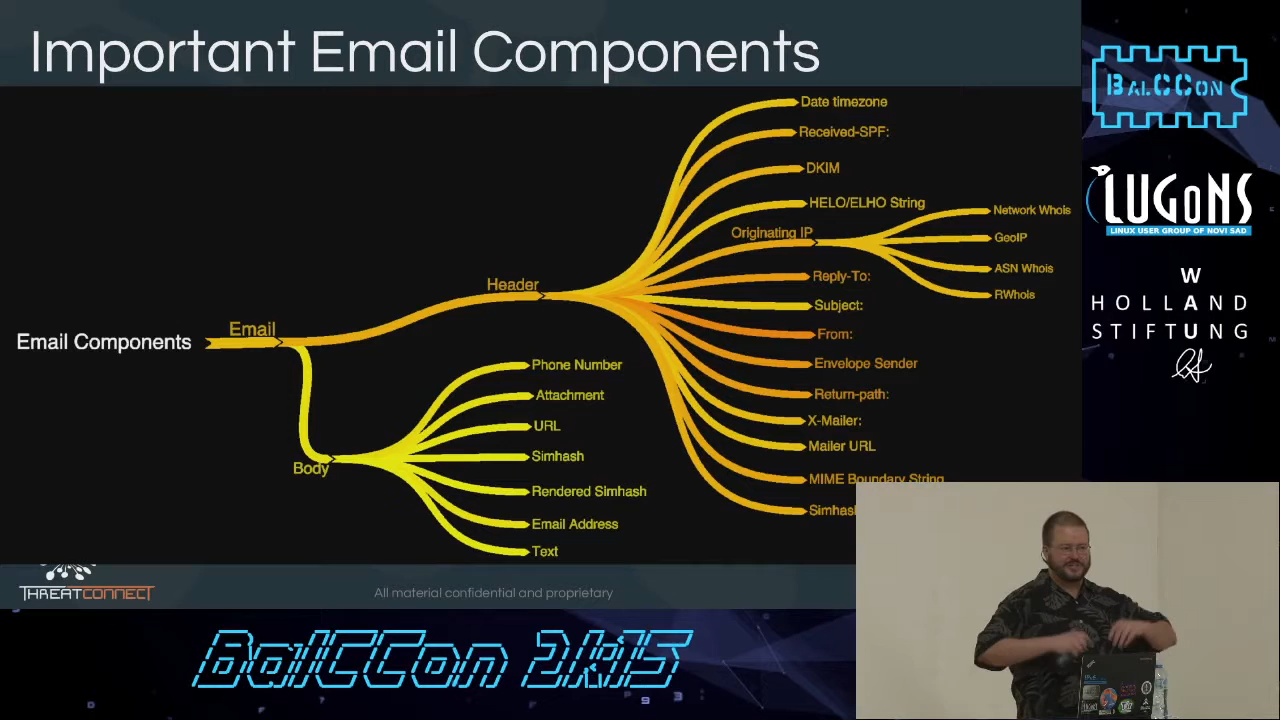 Important Email Components
Date timezone
Received-SPF:
DKIM
HELO/ELHO String
Originating IP
Network Whois
GeoIP
ASN Whois
RWhois
Reply-To:
Subject:
From:
Envelope Sender
Return-path:
X-Mailer:
Mailer URL
MIME Boundary String
Simhas
Header
Email Components
Email
Body
Phone Number
Attachment
URL
Simhash
Rendered Simhash
Email Address
Text
THREATCONNECT
All material confidential and proprietary
BalCCon 2k15
BALCCON
LUGoNS
LINUX USER GROUP OF NOVI SAD
W
HOLLAND
A
U
STIFTUNG